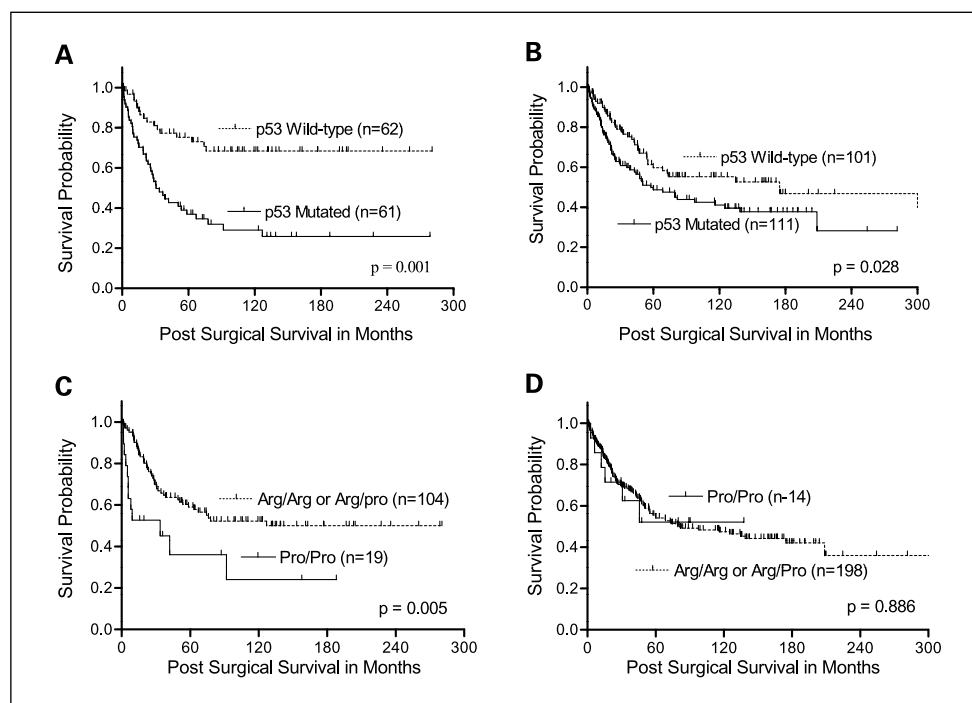 A
Survival Probability
1.0
0.8
0.6
0.4
0.2
0.0
p53 Wild-type (n=62)
p53 Mutated (n=61)
p = 0.001
0 60 120 180 240 300
Post Surgical Survival in Months
B
Survival Probability
1.0
0.8
0.6
0.4
0.2
0.0
p53 Wild-type (n=101)
p53 Mutated (n=111)
p = 0.028
0 60 120 180 240 300
Post Surgical Survival in Months
C
Survival Probability
1.0
0.8
0.6
0.4
0.2
0.0
Arg/Arg or Arg/pro (n=104)
Pro/Pro (n=19)
p = 0.005
0 60 120 180 240 300
Post Surgical Survival in Months
D
Survival Probability
1.0
0.8
0.6
0.4
0.2
0.0
Pro/Pro (n-14)
Arg/Arg or Arg/Pro (n=198)
p = 0.886
0 60 120 180 240 300
Post Surgical Survival in Months